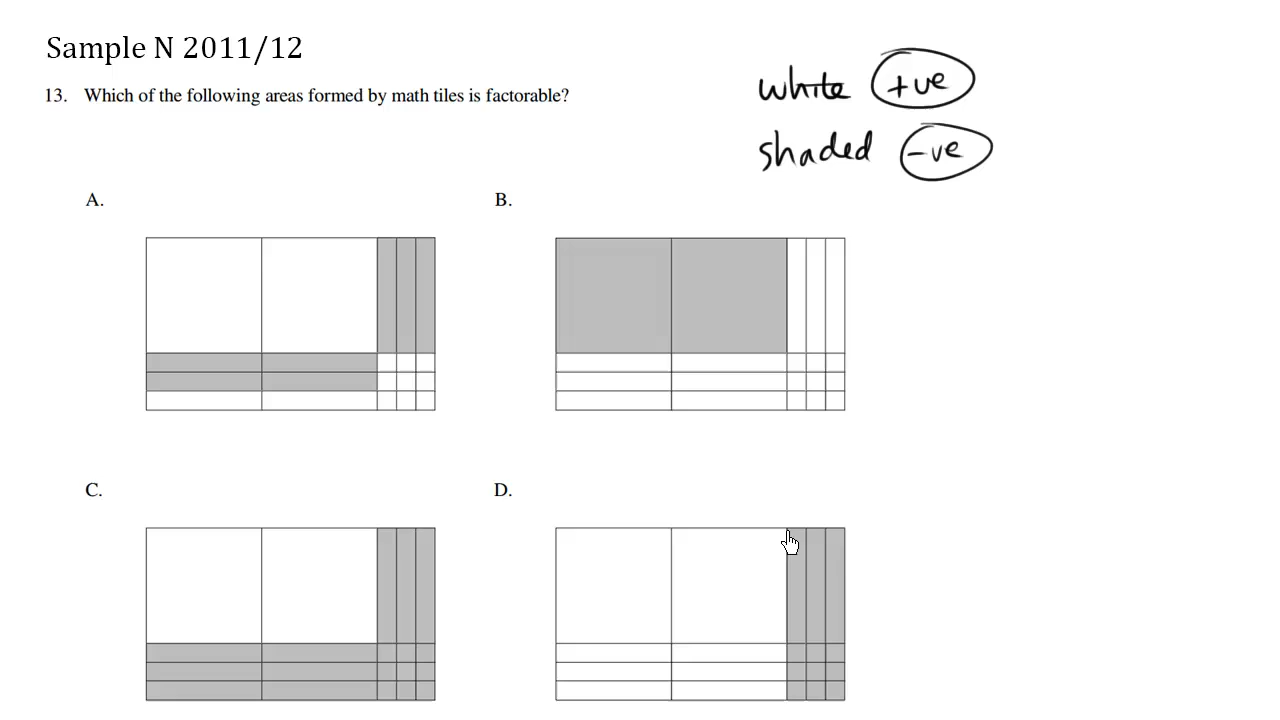 Sample N 2011/12
white +ve
13. Which of the following areas formed by math tiles is factorable?
shaded -ve
A. B.
C. D.